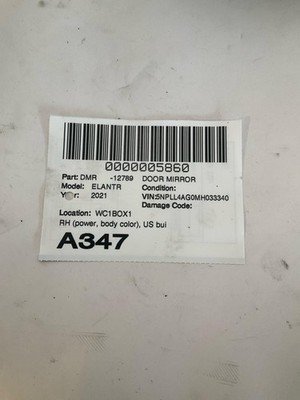 0000005860
Part: DMR -12789 DOOR MIRROR
Model: ELANTR Condition:
Year: 2021 VIN:5NPLL4AG0MH033340
Damage Code:
Location: WC1BOX1
RH (power, body color), US bui
A347